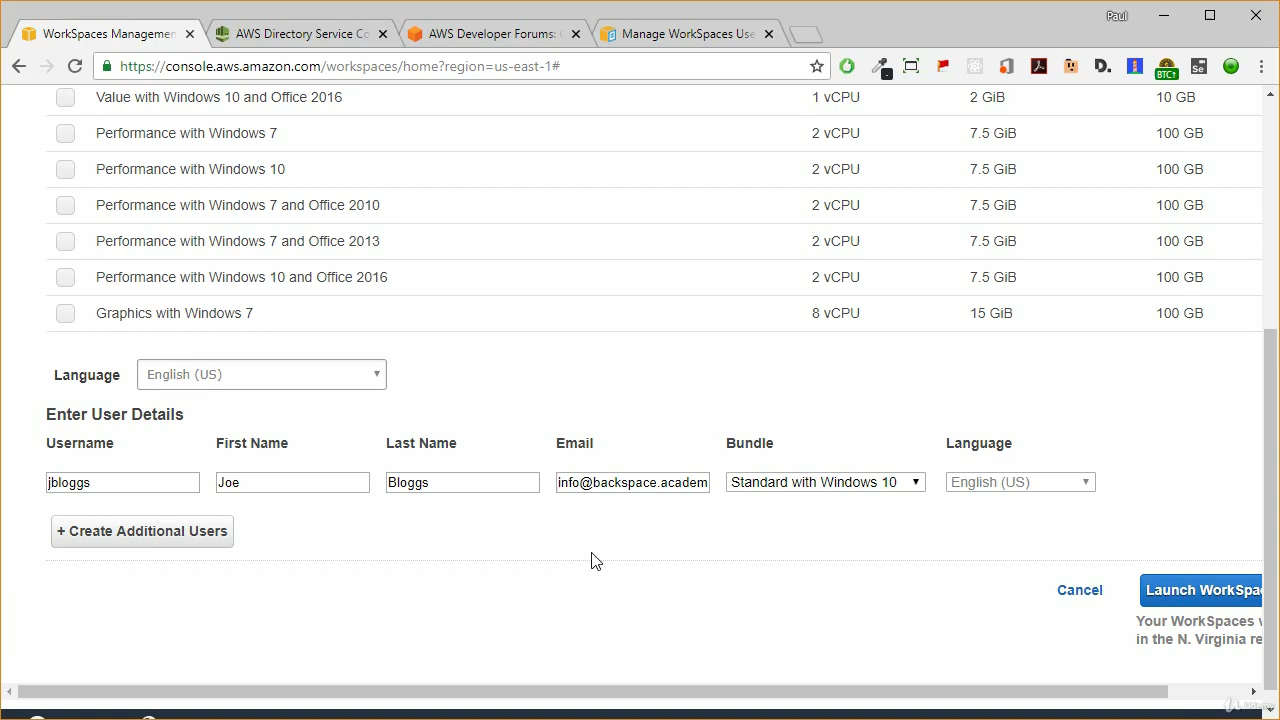 Paul
WorkSpaces Managemen
AWS Directory Service Co
AWS Developer Forums:
Manage WorkSpaces Use
https://console.aws.amazon.com/workspaces/home?region=us-east-1#
D.
BTC↑
Se
Value with Windows 10 and Office 2016 1 vCPU 2 GiB 10 GB
Performance with Windows 7 2 vCPU 7.5 GiB 100 GB
Performance with Windows 10 2 vCPU 7.5 GiB 100 GB
Performance with Windows 7 and Office 2010 2 vCPU 7.5 GiB 100 GB
Performance with Windows 7 and Office 2013 2 vCPU 7.5 GiB 100 GB
Performance with Windows 10 and Office 2016 2 vCPU 7.5 GiB 100 GB
Graphics with Windows 7 8 vCPU 15 GiB 100 GB
Language English (US)
Enter User Details
Username First Name Last Name Email Bundle Language
jbloggs Joe Bloggs info@backspace.academ Standard with Windows 10 English (US)
+ Create Additional Users
Cancel Launch WorkSpa
Your WorkSpaces
in the N. Virginia re